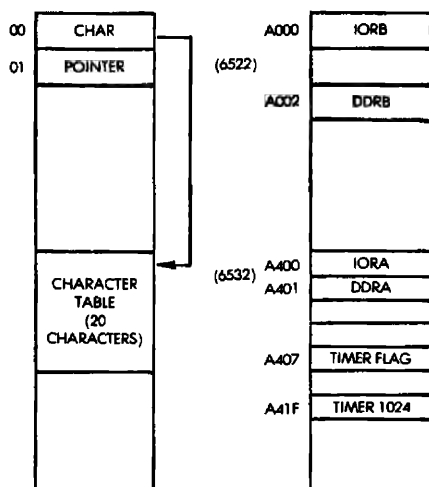 00 CHAR
01 POINTER
CHARACTER
TABLE
(20
CHARACTERS)
A000 IORB
(6522)
A002 DDRB
(6532)
A400 IORA
A401 DDRA
A407 TIMER FLAG
A41F TIMER 1024